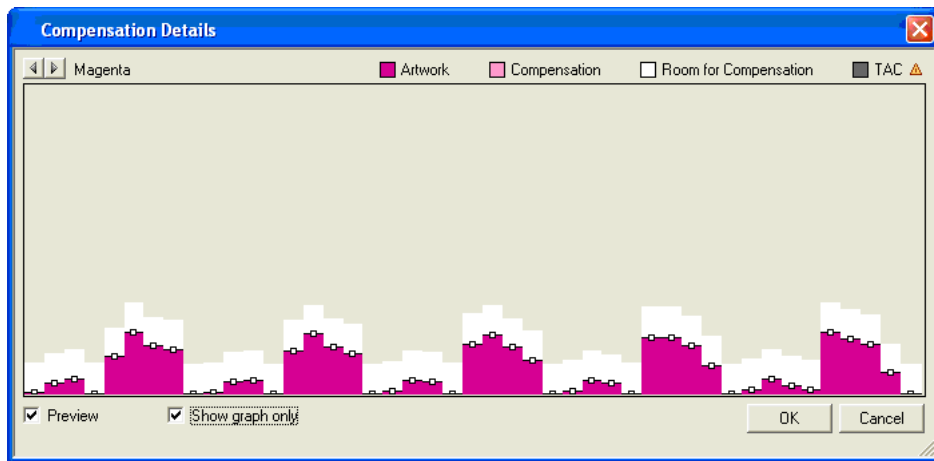 Compensation Details
Magenta Artwork Compensation Room for Compensation TAC
Preview Show graph only OK Cancel